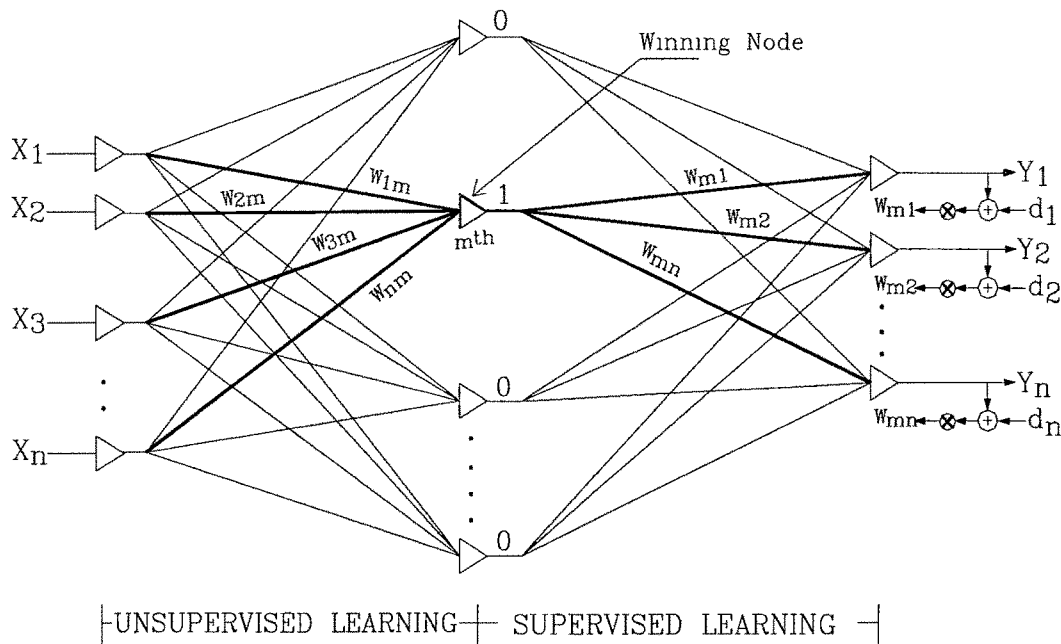 0
Winning Node
X1
W1m
1
Wm1
Y1
Wm1
d1
X2
W2m
mth
Wm2
Y2
Wm2
d2
W3m
Wmn
X3
Wnm
0
Yn
Wmn
dn
Xn
0
UNSUPERVISED LEARNING
SUPERVISED LEARNING